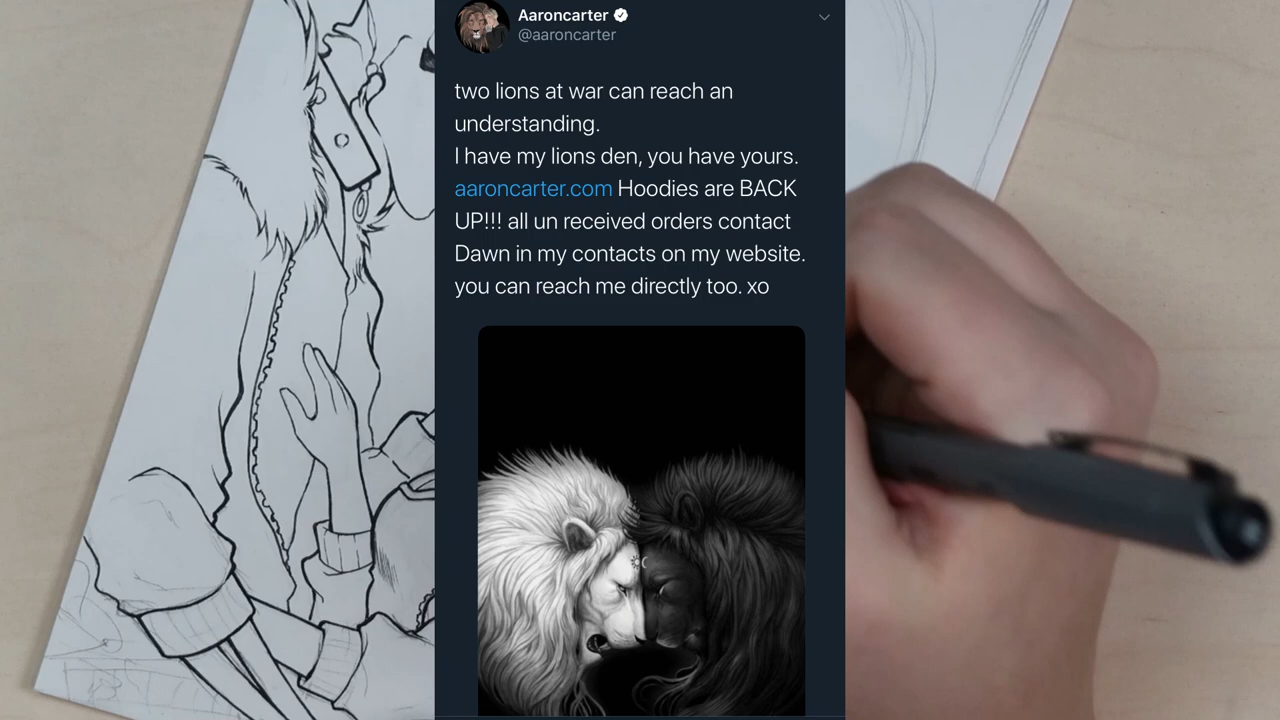 Aaroncarter
@aaroncarter
two lions at war can reach an
understanding.
I have my lions den, you have yours.
aaroncarter.com Hoodies are BACK
UP!!! all un received orders contact
Dawn in my contacts on my website.
you can reach me directly too. xo